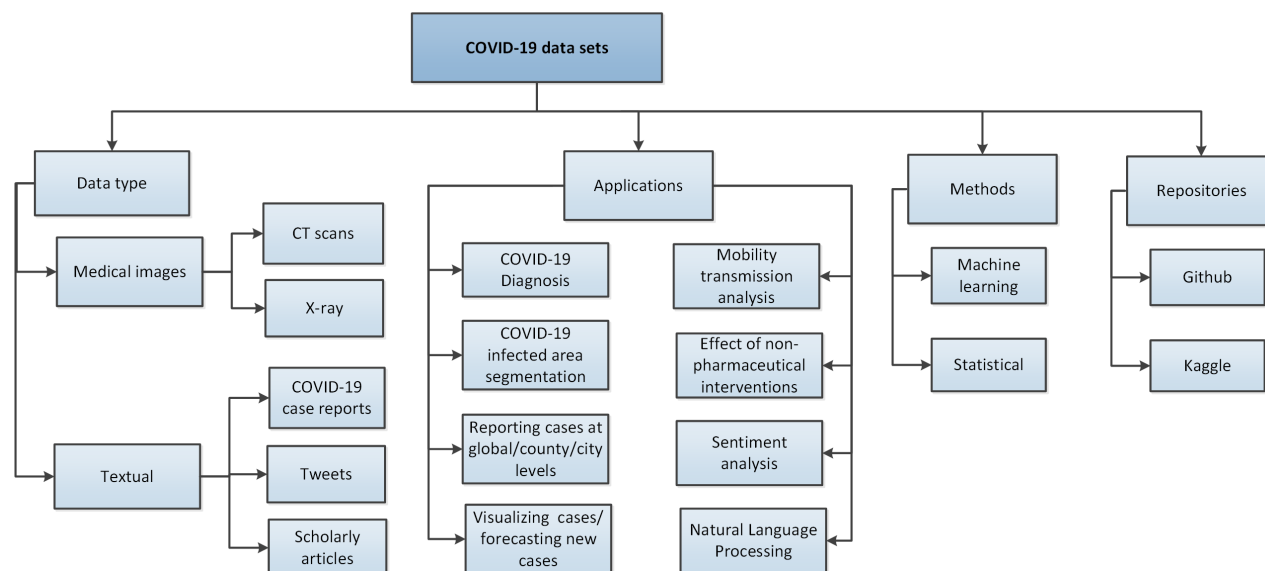 COVID-19 data sets
Data type
Medical images
CT scans
X-ray
Textual
COVID-19
case reports
Tweets
Scholarly
articles
Applications
COVID-19
Diagnosis
COVID-19
infected area
segmentation
Reporting cases at
global/county/city
levels
Visualizing cases/
forecasting new
cases
Mobility
transmission
analysis
Effect of non-
pharmaceutical
interventions
Sentiment
analysis
Natural Language
Processing
Methods
Machine
learning
Statistical
Repositories
Github
Kaggle